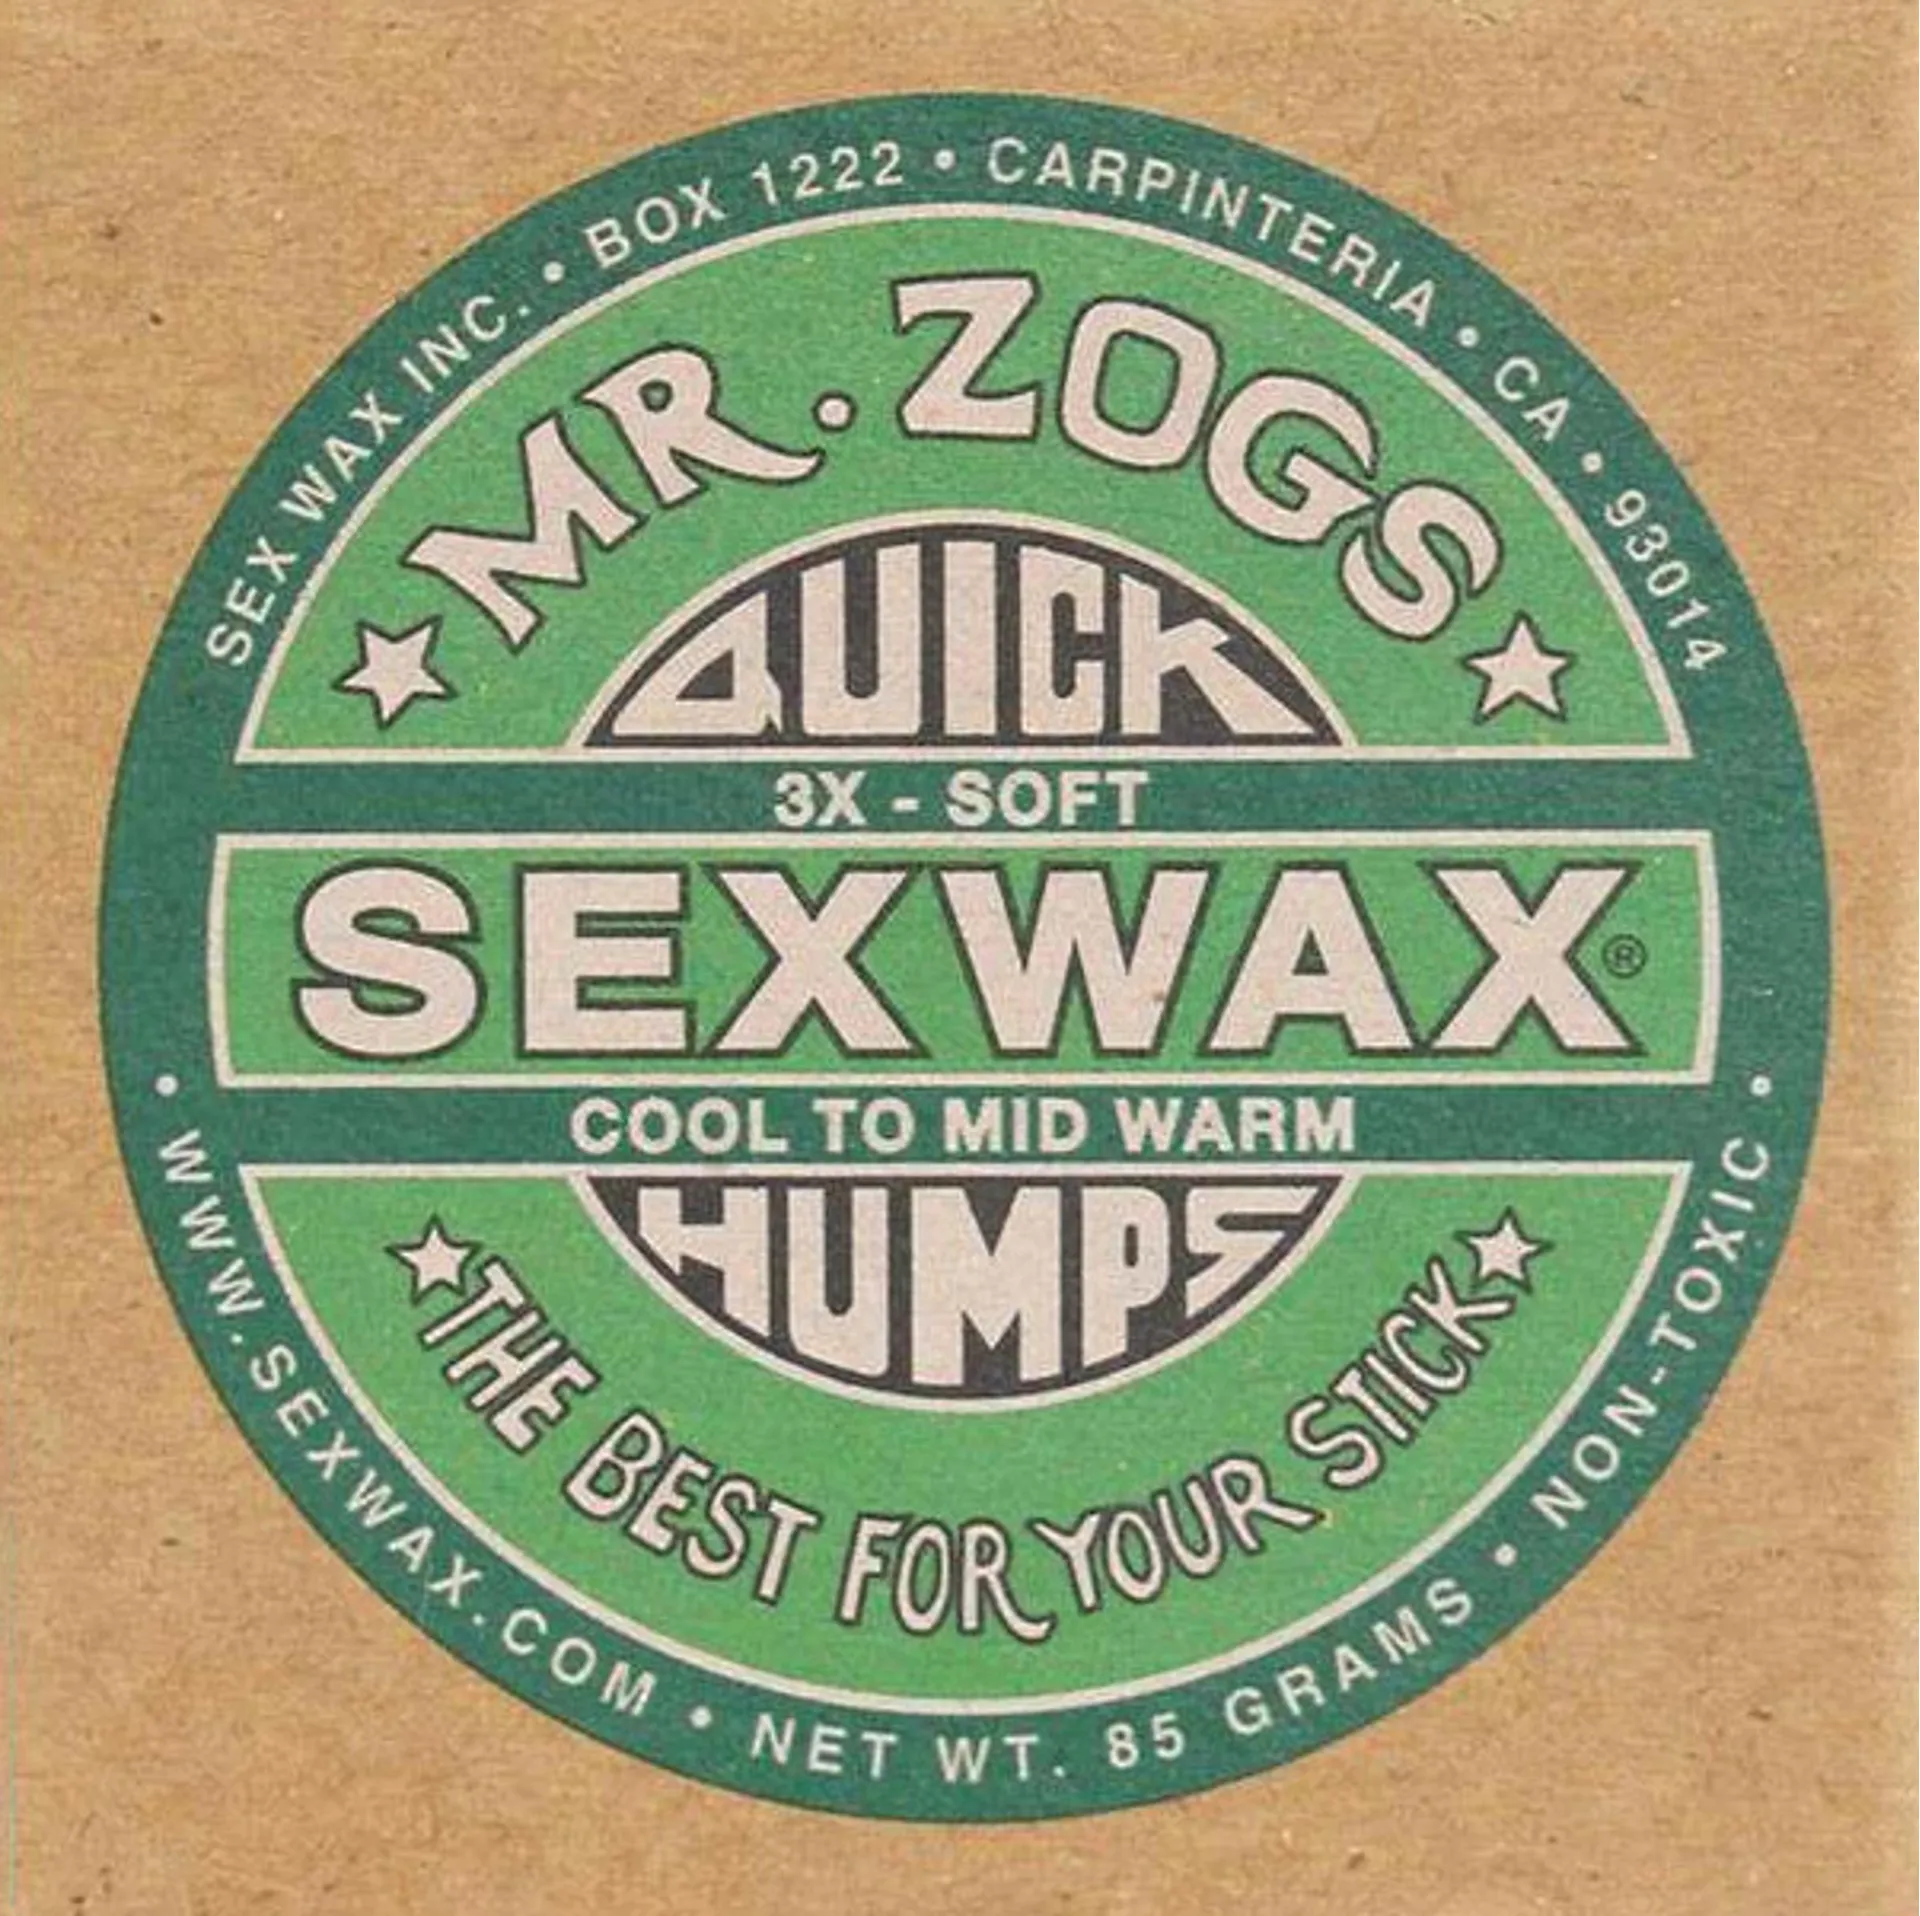 SEX WAX INC. • BOX 1222 • CARPINTERIA • CA • 93014
MR. ZOGS
QUICK
3X - SOFT
SEXWAX®
COOL TO MID WARM
HUMPS
THE BEST FOR YOUR STICK
• WWW.SEXWAX.COM • NET WT. 85 GRAMS • NON-TOXIC •